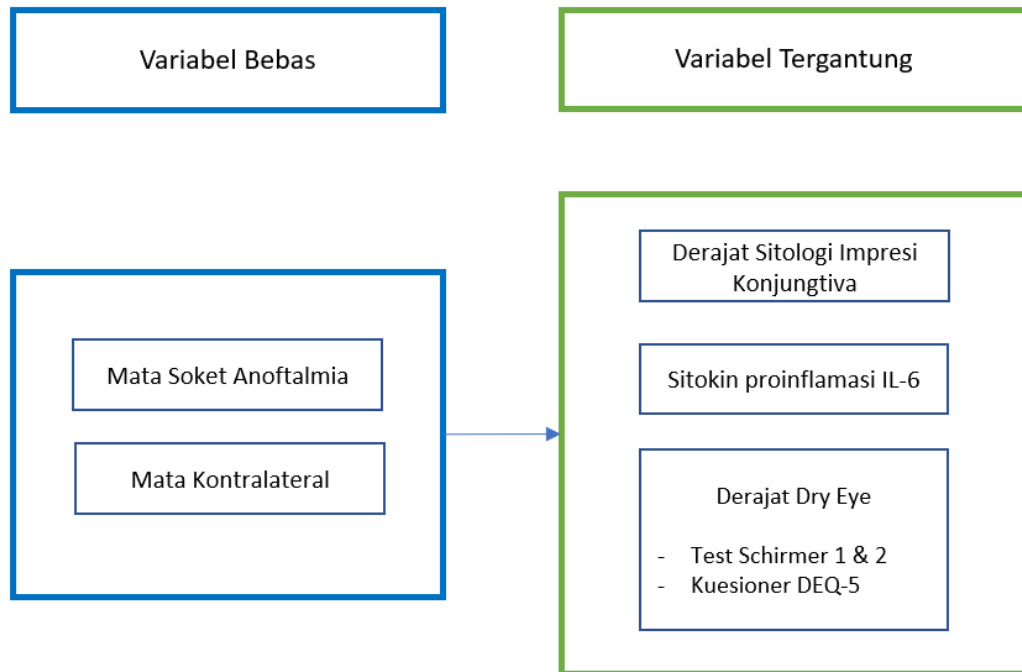 Variabel Bebas
Variabel Tergantung
Mata Soket Anoftalmia
Mata Kontralateral
Derajat Sitologi Impresi
Konjungtiva
Sitokin proinflamasi IL-6
Derajat Dry Eye
- Test Schirmer 1 & 2
- Kuesioner DEQ-5